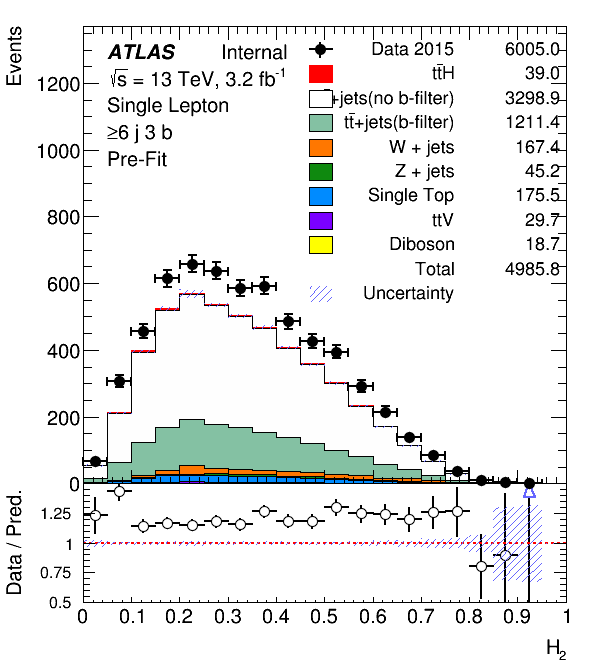 Events
ATLAS Internal
√s = 13 TeV, 3.2 fb⁻¹
Single Lepton
≥6 j 3 b
Pre-Fit
Data 2015 6005.0
tt̄H 39.0
+jets(no b-filter) 3298.9
tt̄+jets(b-filter) 1211.4
W + jets 167.4
Z + jets 45.2
Single Top 175.5
ttV 29.7
Diboson 18.7
Total 4985.8
Uncertainty
1200
1000
800
600
400
200
0
Data / Pred.
1.25
1
0.75
0.5
0 0.1 0.2 0.3 0.4 0.5 0.6 0.7 0.8 0.9 1
H₂